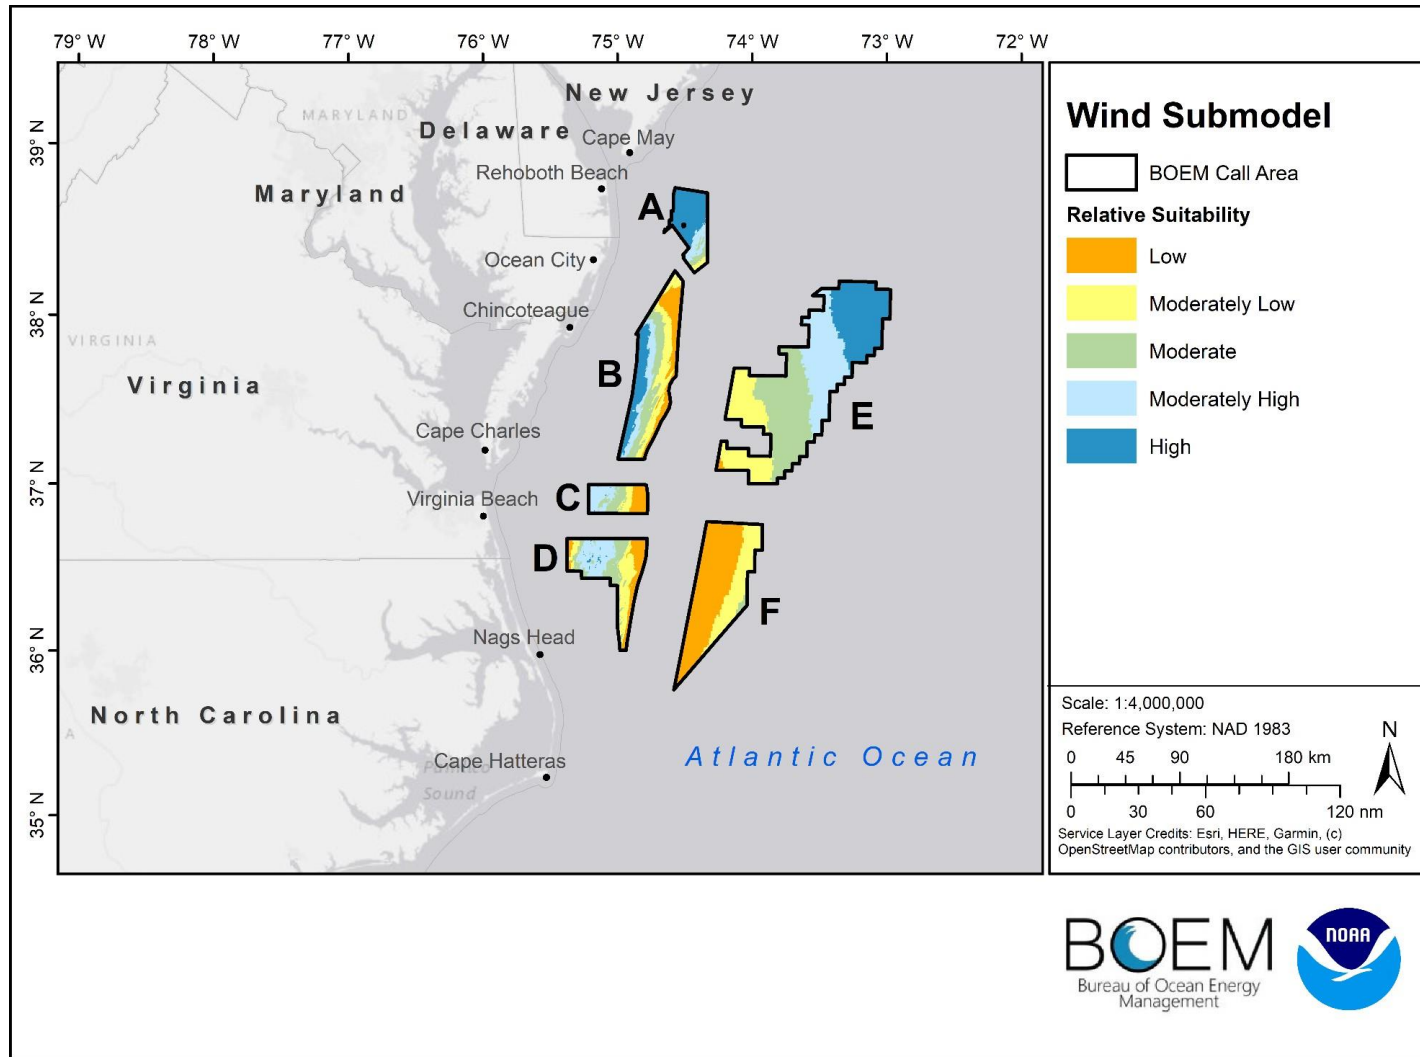 79° W 78° W 77° W 76° W 75° W 74° W 73° W 72° W
39° N
38° N
37° N
36° N
35° N
New Jersey
MARYLAND
Delaware
Cape May
Rehoboth Beach
Maryland
A
Ocean City
Chincoteague
VIRGINIA
Virginia
B
E
Cape Charles
Virginia Beach
C
D
F
Nags Head
North Carolina
A
Atlantic Ocean
Cape Hatteras
Pamlico
Sound
Wind Submodel
BOEM Call Area
Relative Suitability
Low
Moderately Low
Moderate
Moderately High
High
Scale: 1:4,000,000
Reference System: NAD 1983
N
0 45 90 180 km
0 30 60 120 nm
Service Layer Credits: Esri, HERE, Garmin, (c)
OpenStreetMap contributors, and the GIS user community
BOEM
Bureau of Ocean Energy
Management
NOAA